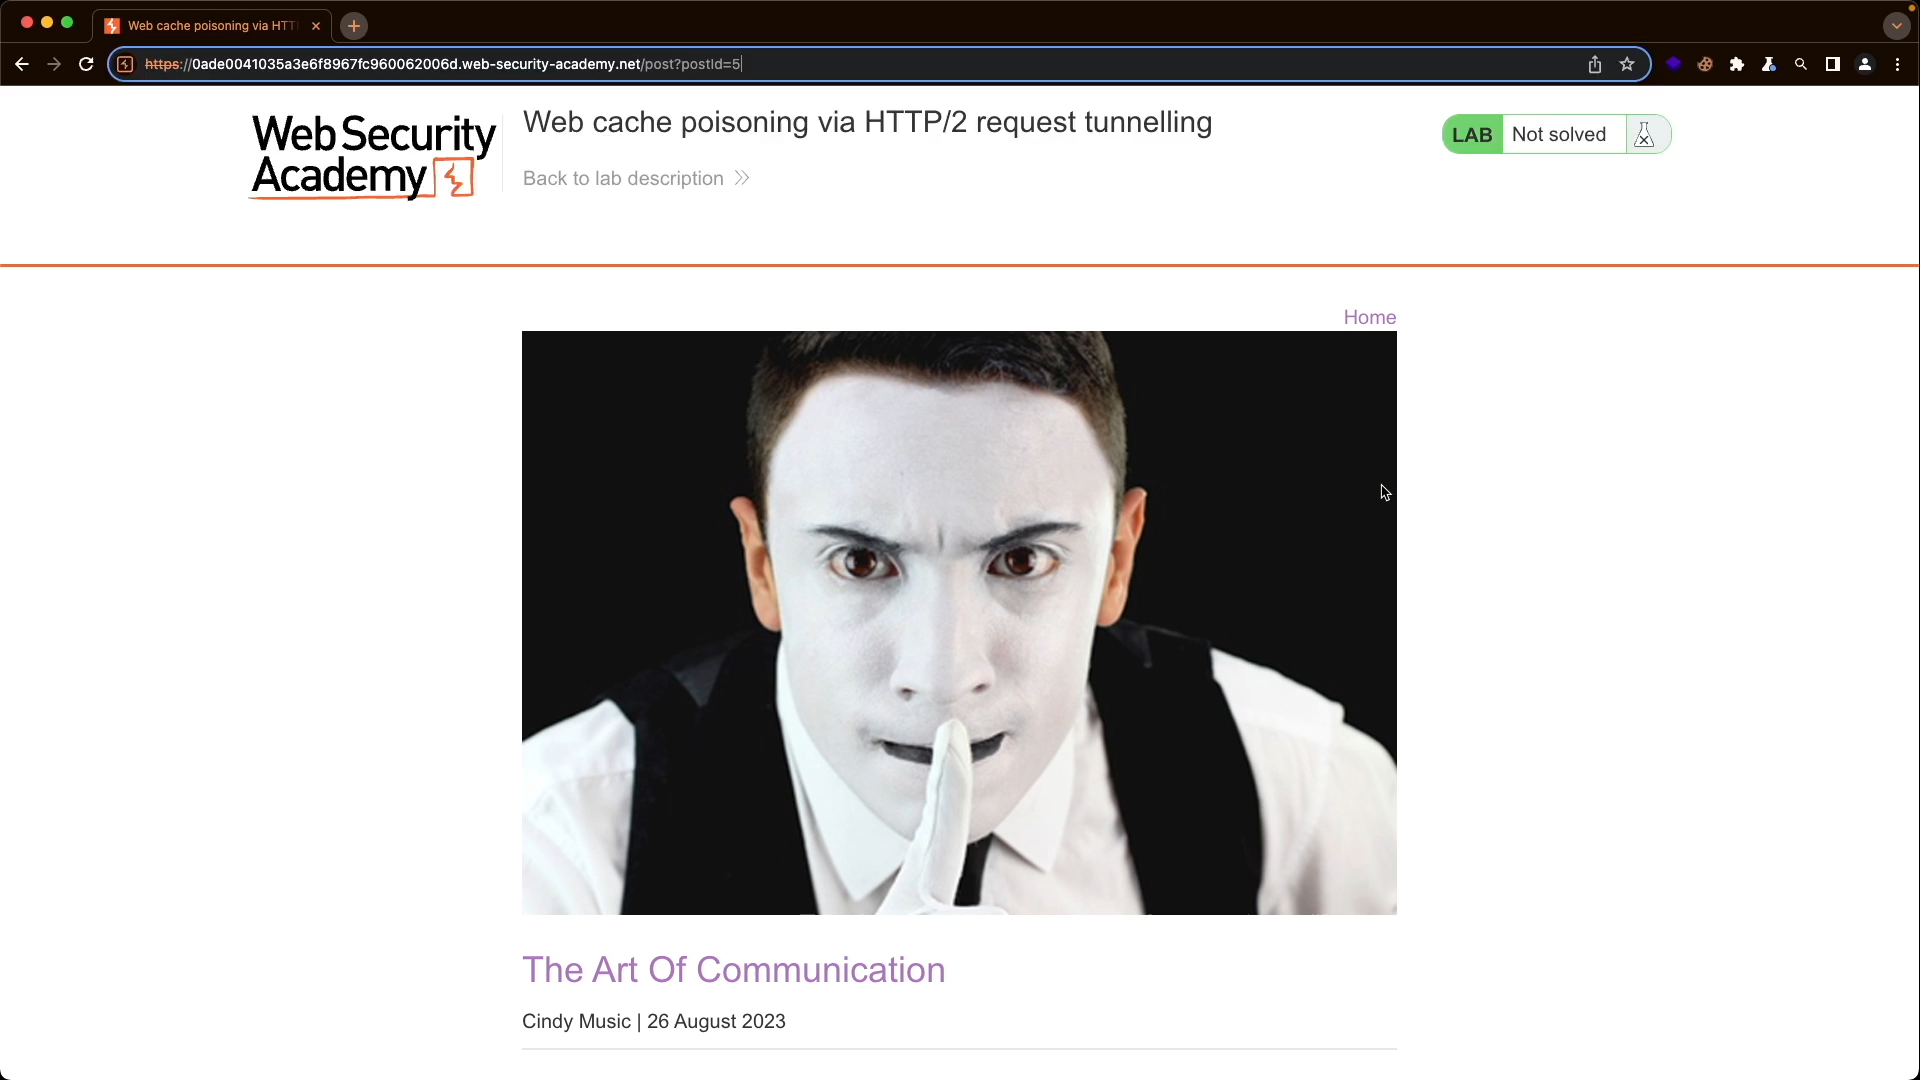 Web cache poisoning via HTT
https://0ade0041035a3e6f8967fc960062006d.web-security-academy.net/post?postId=5
Web Security
Academy
Web cache poisoning via HTTP/2 request tunnelling
Back to lab description
LAB Not solved
Home
The Art Of Communication
Cindy Music | 26 August 2023